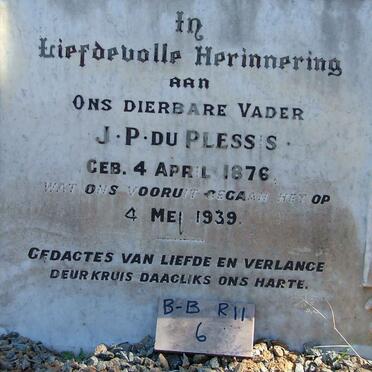 In
Liefdevolle Herinnering
AAN
ONS DIERBARE VADER
J. P. DU PLESSIS.
GEB. 4 APRIL 1876
WAT ONS VOORUIT GEGAAN HET OP
4 MEI 1939.
GEDAGTES VAN LIEFDE EN VERLANGE
DEURKRUIS DAAGLIKS ONS HARTE.
B-B R11
6